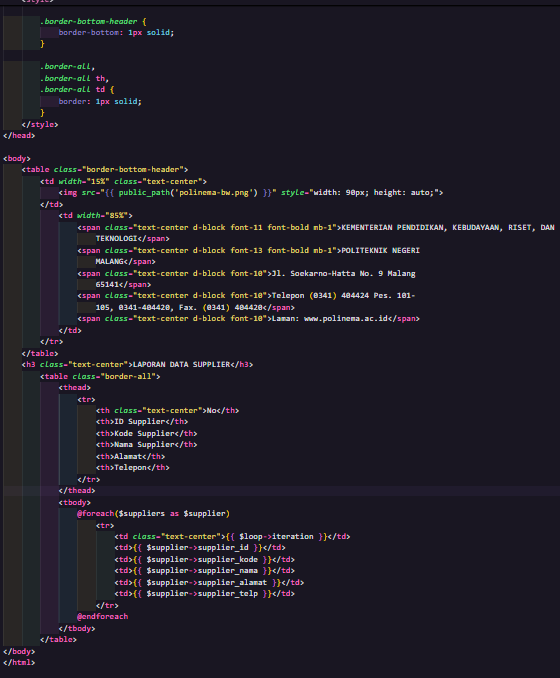 <style>
.border-bottom-header {
border-bottom: 1px solid;
}
.border-all,
.border-all th,
.border-all td {
border: 1px solid;
}
</style>
</head>
<body>
<table class="border-bottom-header">
<td width="15%" class="text-center">
<img src="{{ public_path('polinema-bw.png') }}" style="width: 90px; height: auto;">
</td>
<td width="85%">
<span class="text-center d-block font-11 font-bold mb-1">KEMENTERIAN PENDIDIKAN, KEBUDAYAAN, RISET, DAN
TEKNOLOGI</span>
<span class="text-center d-block font-13 font-bold mb-1">POLITEKNIK NEGERI
MALANG</span>
<span class="text-center d-block font-10">Jl. Soekarno-Hatta No. 9 Malang
65141</span>
<span class="text-center d-block font-10">Telepon (0341) 404424 Pes. 101-
105, 0341-404420, Fax. (0341) 404420</span>
<span class="text-center d-block font-10">Laman: www.polinema.ac.id</span>
</td>
</tr>
</table>
<h3 class="text-center">LAPORAN DATA SUPPLIER</h3>
<table class="border-all">
<thead>
<tr>
<th class="text-center">No</th>
<th>ID Supplier</th>
<th>Kode Supplier</th>
<th>Nama Supplier</th>
<th>Alamat</th>
<th>Telepon</th>
</tr>
</thead>
<tbody>
@foreach($suppliers as $supplier)
<tr>
<td class="text-center">{{ $loop->iteration }}</td>
<td>{{ $supplier->supplier_id }}</td>
<td>{{ $supplier->supplier_kode }}</td>
<td>{{ $supplier->supplier_nama }}</td>
<td>{{ $supplier->supplier_alamat }}</td>
<td>{{ $supplier->supplier_telp }}</td>
</tr>
@endforeach
</tbody>
</table>
</body>
</html>